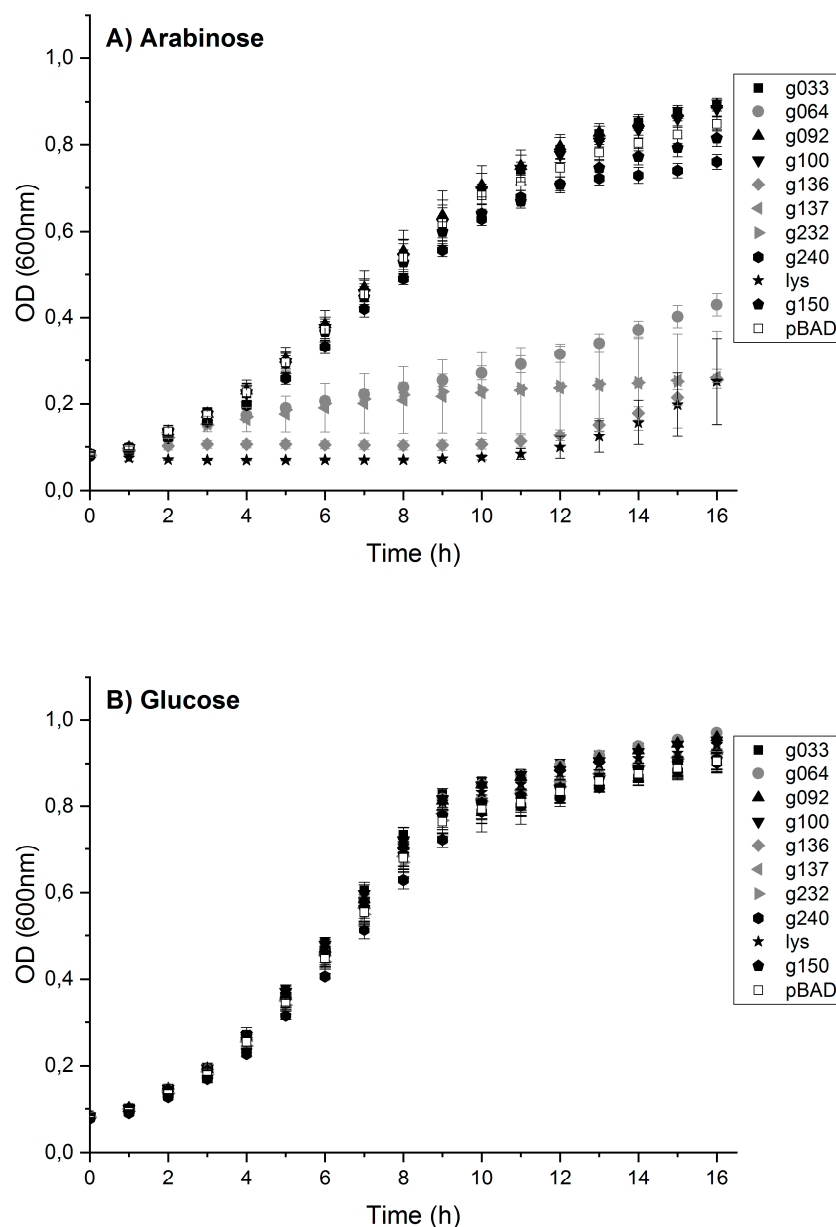 A) Arabinose
1,0
0,8
0,6
0,4
0,2
0,0
OD (600nm)
0 2 4 6 8 10 12 14 16
Time (h)
g033
g064
g092
g100
g136
g137
g232
g240
lys
g150
pBAD
B) Glucose
1,0
0,8
0,6
0,4
0,2
0,0
OD (600nm)
0 2 4 6 8 10 12 14 16
Time (h)
g033
g064
g092
g100
g136
g137
g232
g240
lys
g150
pBAD